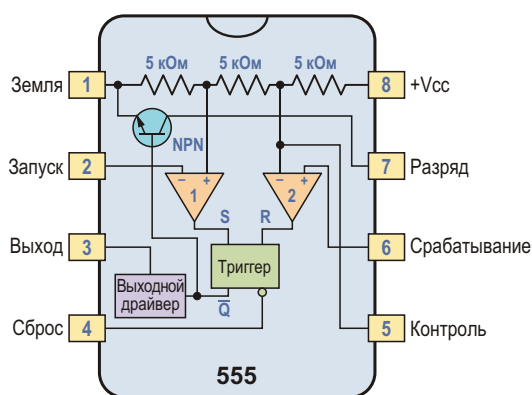 5 кОм 5 кОм 5 кОм
Земля 1 8 +Vcc
NPN
Запуск 2 7 Разряд
− + − +
1 2
S R
Выход 3 6 Срабатывание
Триггер
Выходной
драйвер
Q̅
Сброс 4 5 Контроль
555